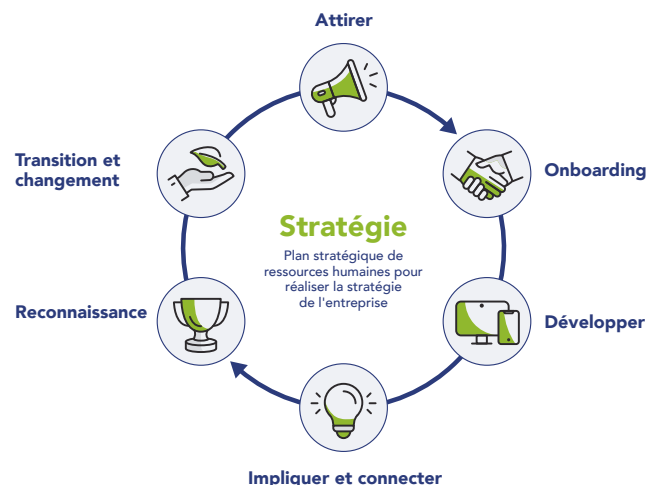 Attirer
Onboarding
Développer
Impliquer et connecter
Reconnaissance
Transition et
changement
Stratégie
Plan stratégique de
ressources humaines pour
réaliser la stratégie
de l'entreprise